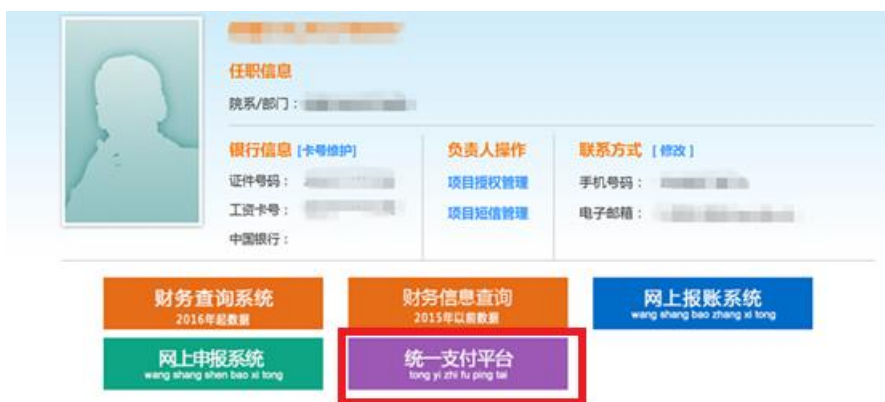 任职信息
院系/部门：
银行信息 [卡号维护] 负责人操作 联系方式 [修改]
证件号码： 项目授权管理 手机号码：
工资卡号： 项目短信管理 电子邮箱：
中国银行：
财务查询系统 财务信息查询 网上报账系统
2016年起数据 2015年以前数据 wang shang bao zhang xi tong
网上申报系统 统一支付平台
wang shang shen bao xi tong tong yi zhi fu ping tai